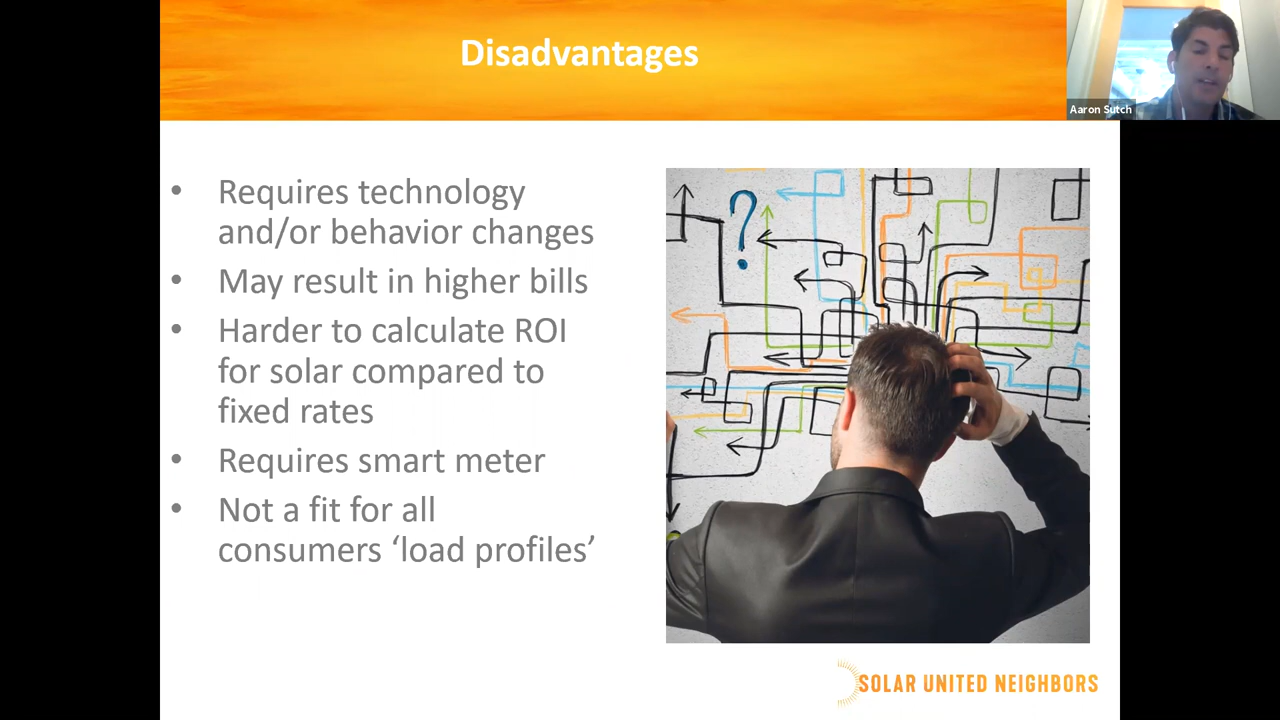 Disadvantages
Aaron Sutch
• Requires technology
and/or behavior changes
• May result in higher bills
• Harder to calculate ROI
for solar compared to
fixed rates
• Requires smart meter
• Not a fit for all
consumers ‘load profiles’
?
SOLAR UNITED NEIGHBORS